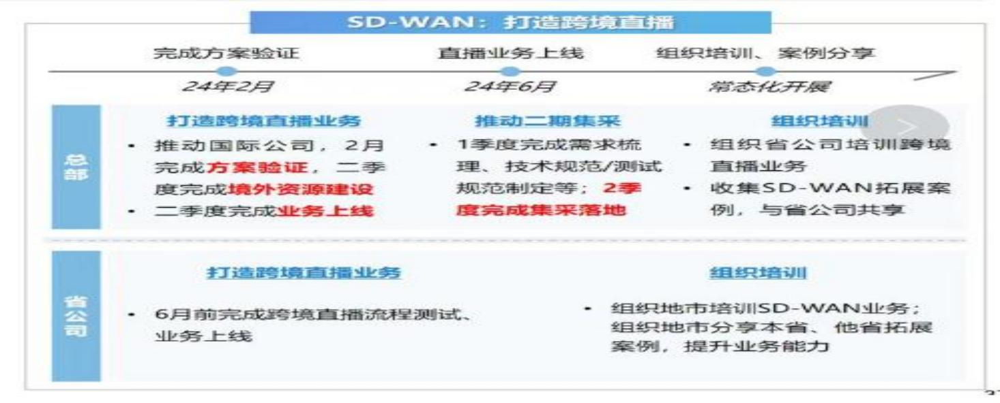 SD-WAN：打造跨境直播
完成方案验证
直播业务上线
组织培训、案例分享
24年2月
24年6月
常态化开展
总部
打造跨境直播业务
• 推动国际公司，2月
完成方案验证，二季
度完成境外资源建设
• 二季度完成业务上线
推动二期集采
• 1季度完成需求梳
理、技术规范/测试
规范制定等；2季
度完成集采落地
组织培训
• 组织省公司培训跨境
直播业务
• 收集SD-WAN拓展案
例，与省公司共享
省公司
打造跨境直播业务
• 6月前完成跨境直播流程测试、
业务上线
组织培训
• 组织地市培训SD-WAN业务；
组织地市分享本省、他省拓展
案例，提升业务能力